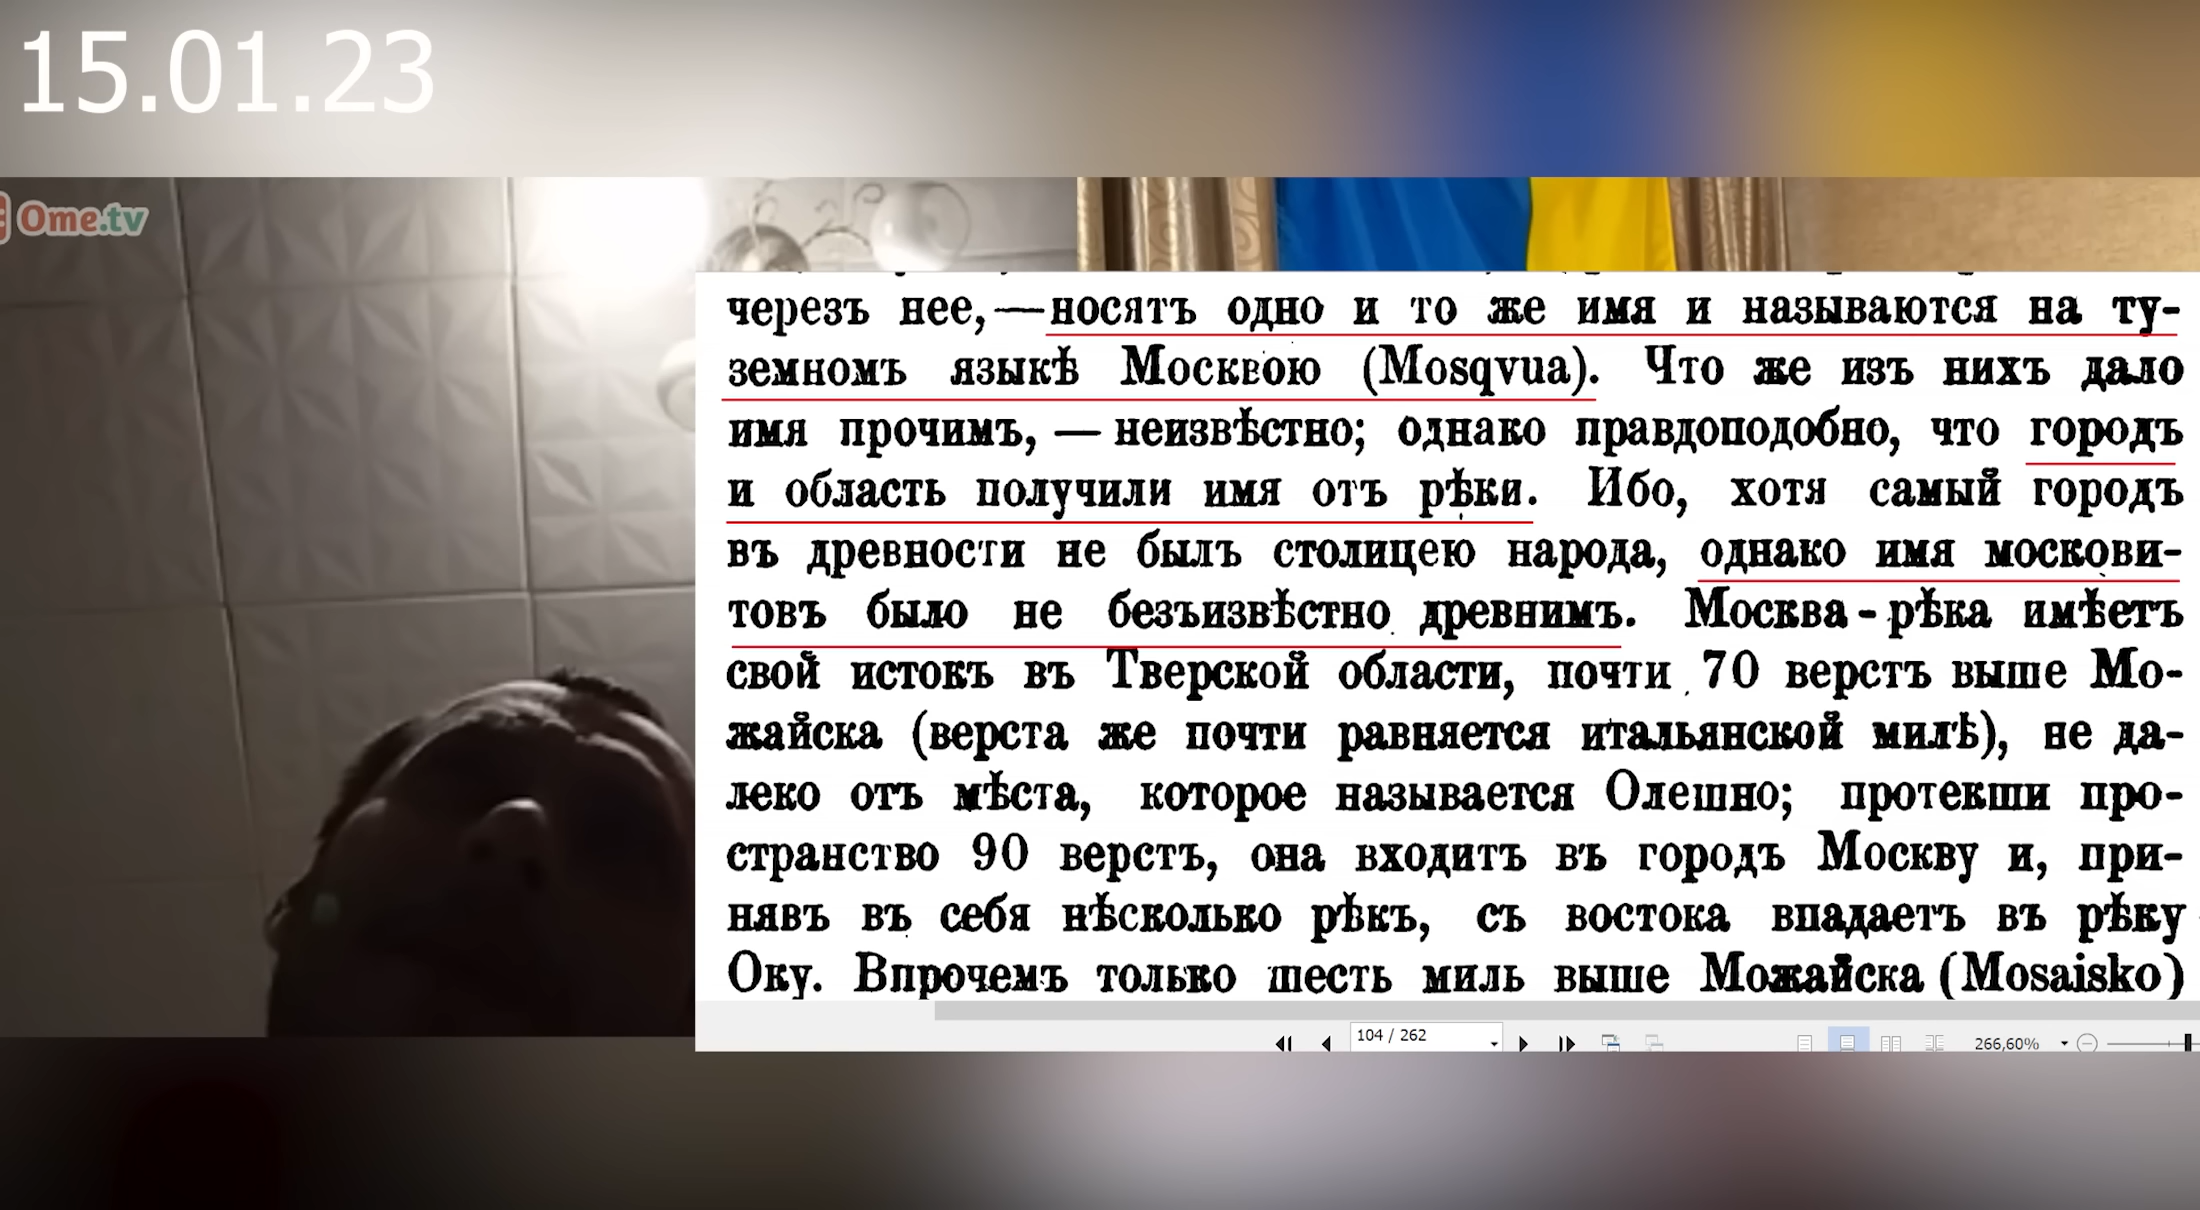 15.01.23
Ome.tv
черезъ нее,—носятъ одно и то же имя и называются на ту-
земномъ языкѣ Москвою (Mosqvua). Что же изъ нихъ дало
имя прочимъ, — неизвѣстно; однако правдоподобно, что городъ
и область получили имя отъ рѣки. Ибо, хотя самый городъ
въ древности не былъ столицею народа, однако имя москови-
товъ было не безъизвѣстно древнимъ. Москва-рѣка имѣетъ
свой истокъ въ Тверской области, почти 70 верстъ выше Мо-
жайска (верста же почти равняется итальянской милѣ), не да-
леко отъ мѣста, которое называется Олешно; протекши про-
странство 90 верстъ, она входитъ въ городъ Москву и, при-
нявъ въ себя нѣсколько рѣкъ, съ востока впадаетъ въ рѣку
Оку. Впрочемъ только шесть миль выше Можайска (Mosaisko)
104 / 262
266,60%